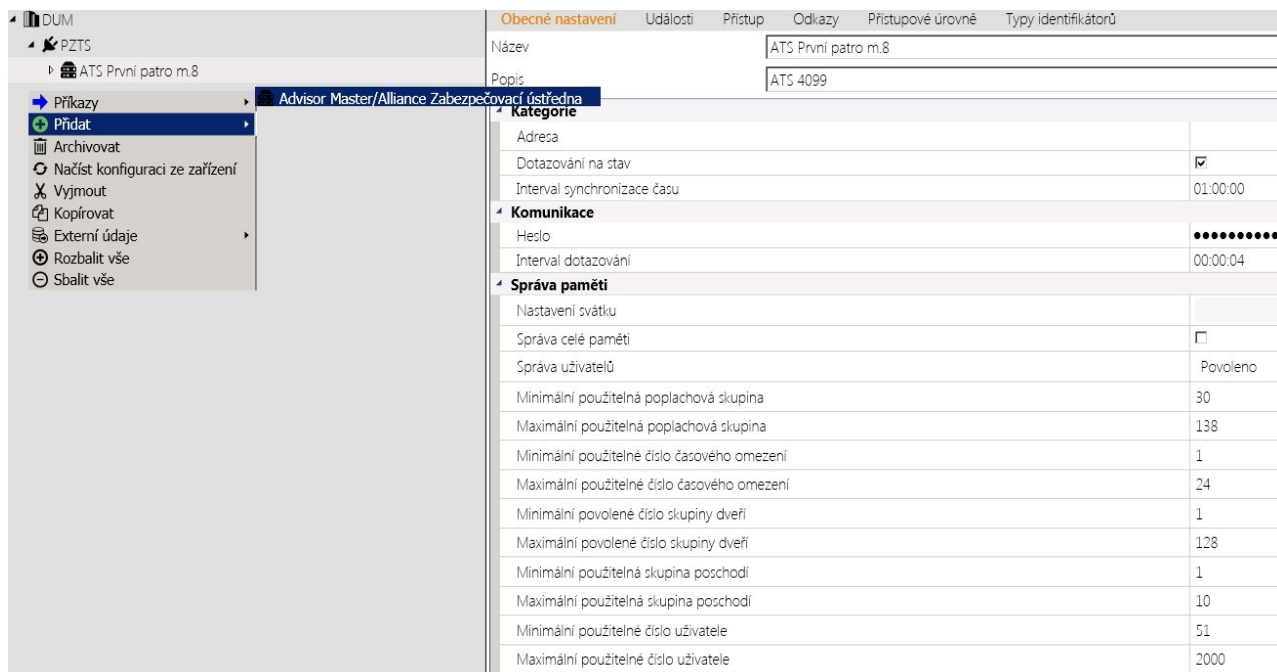 DUM
PZTS
ATS První patro m.8
Příkazy
Přidat
Archivovat
Načíst konfiguraci ze zařízení
Vyjmout
Kopírovat
Externí údaje
Rozbalit vše
Sbalit vše
Advisor Master/Alliance Zabezpečovací ústředna
Obecné nastavení Události Přístup Odkazy Přístupové úrovně Typy identifikátorů
Název ATS První patro m.8
Popis ATS 4099
Kategorie
Adresa
Dotazování na stav
Interval synchronizace času 01:00:00
Komunikace
Heslo ••••••••••
Interval dotazování 00:00:04
Správa paměti
Nastavení svátku
Správa celé paměti
Správa uživatelů Povoleno
Minimální použitelná poplachová skupina 30
Maximální použitelná poplachová skupina 138
Minimální použitelné číslo časového omezení 1
Maximální použitelné číslo časového omezení 24
Minimální povolené číslo skupiny dveří 1
Maximální povolené číslo skupiny dveří 128
Minimální použitelná skupina poschodí 1
Maximální použitelná skupina poschodí 10
Minimální použitelné číslo uživatele 51
Maximální použitelné číslo uživatele 2000